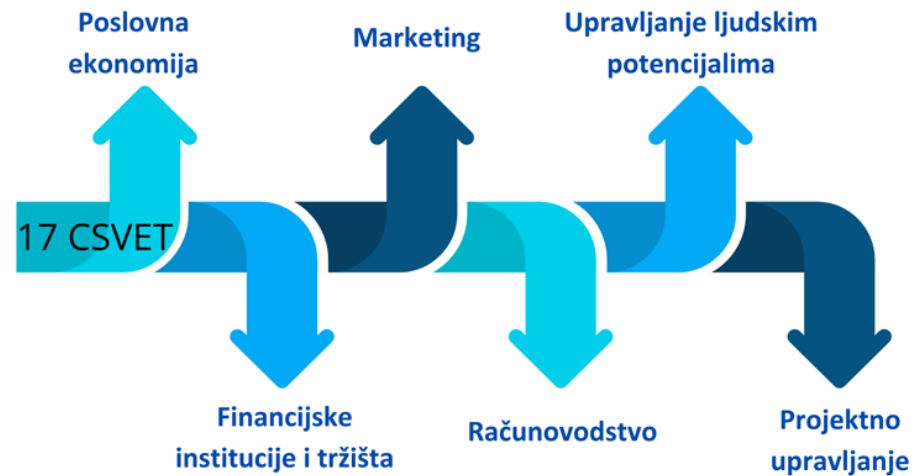 Poslovna
ekonomija
Marketing
Upravljanje ljudskim
potencijalima
17 CSVET
Financijske
institucije i tržišta
Računovodstvo
Projektno
upravljanje